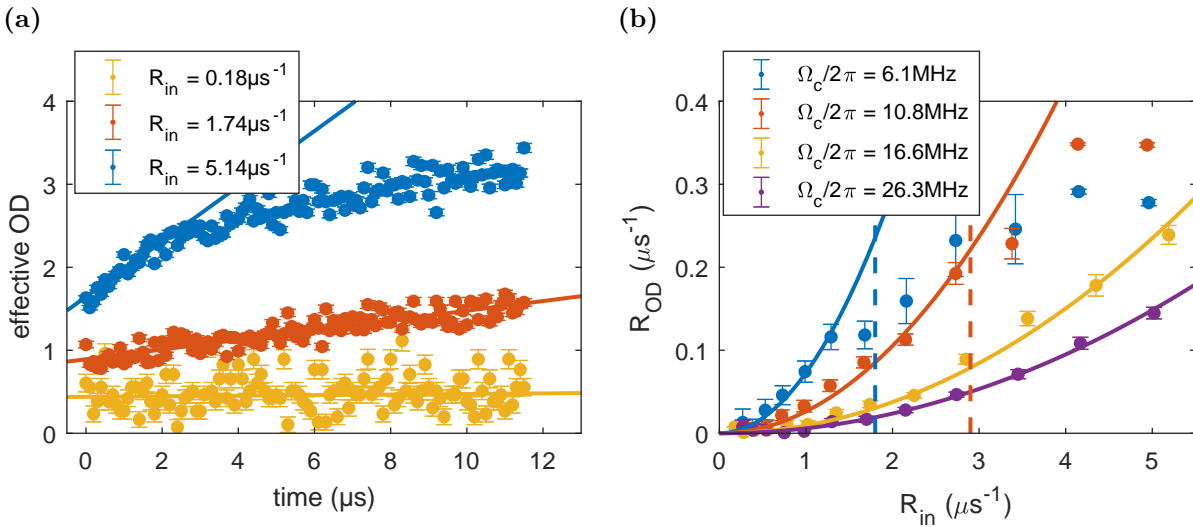 (a)
R_in = 0.18μs⁻¹
R_in = 1.74μs⁻¹
R_in = 5.14μs⁻¹
effective OD
4
3
2
1
0
0 2 4 6 8 10 12
time (μs)
(b)
Ω_c/2π = 6.1MHz
Ω_c/2π = 10.8MHz
Ω_c/2π = 16.6MHz
Ω_c/2π = 26.3MHz
R_OD (μs⁻¹)
0.4
0.3
0.2
0.1
0
0 1 2 3 4 5
R_in (μs⁻¹)